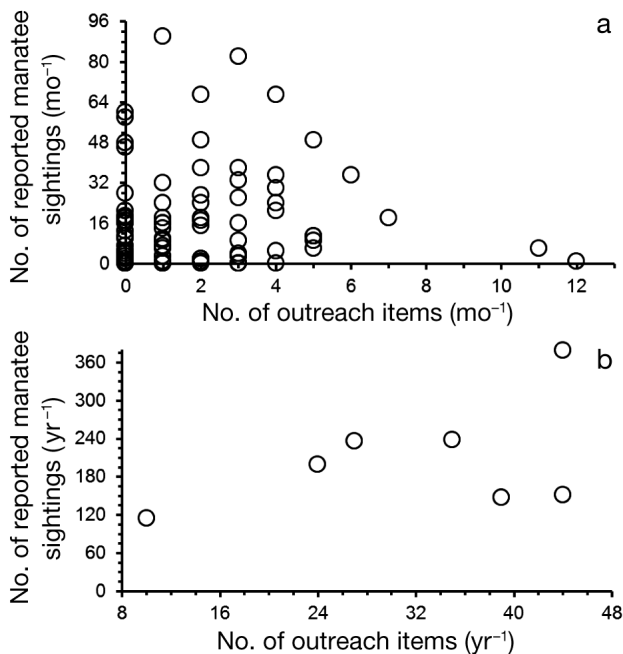 a
No. of reported manatee
sightings (mo⁻¹)
96
80
64
48
32
16
0
0 2 4 6 8 10 12
No. of outreach items (mo⁻¹)
b
No. of reported manatee
sightings (yr⁻¹)
360
300
240
180
120
60
0
8 24 40 48
No. of outreach items (yr⁻¹)